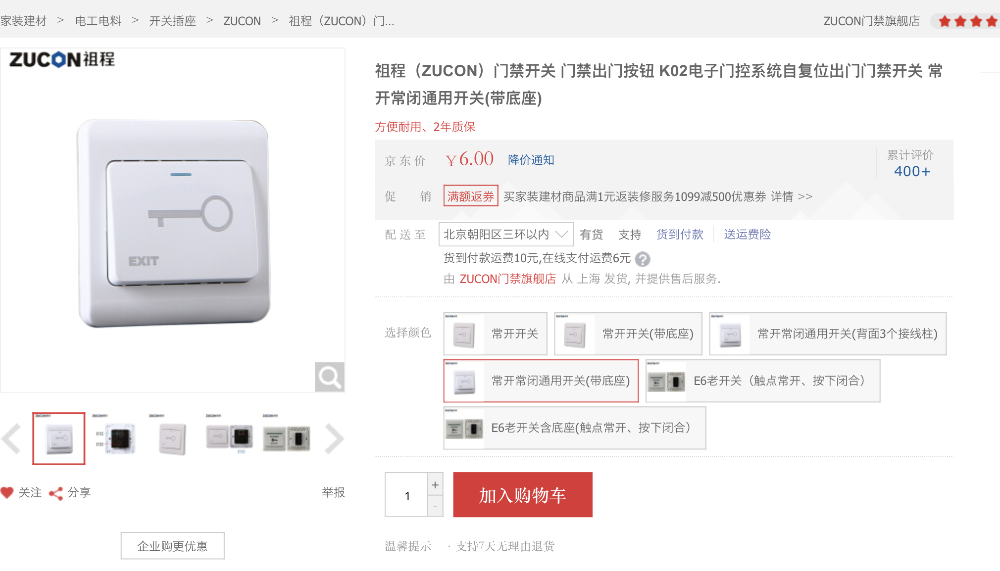 家装建材 > 电工电料 > 开关插座 > ZUCON > 祖程（ZUCON）门...
ZUCON门禁旗舰店
ZUCON祖程
EXIT
祖程（ZUCON）门禁开关 门禁出门按钮 K02电子门控系统自复位出门门禁开关 常
开常闭通用开关(带底座)
方便耐用、2年质保
京东价 ￥6.00 降价通知
累计评价
400+
促销 满额返券 买家装建材商品满1元返装修服务1099减500优惠券 详情 >>
配送至 北京朝阳区三环以内 有货 支持 货到付款 送运费险
货到付款运费10元,在线支付运费6元 ?
由 ZUCON门禁旗舰店 从 上海 发货, 并提供售后服务.
选择颜色
常开开关
常开开关(带底座)
常开常闭通用开关(背面3个接线柱)
常开常闭通用开关(带底座)
E6老开关（触点常开、按下闭合）
E6老开关含底座(触点常开、按下闭合）
关注 分享 举报
1 + -
加入购物车
企业购更优惠
温馨提示 · 支持7天无理由退货